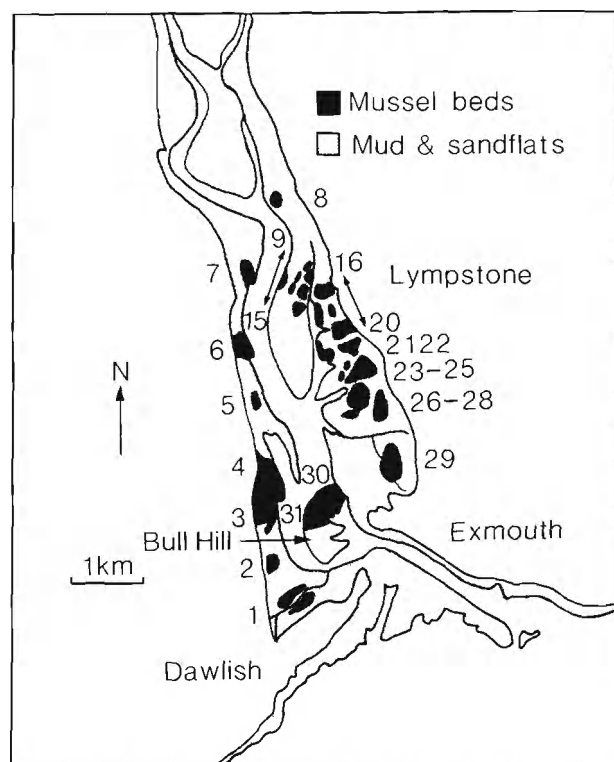 Mussel beds
Mud & sandflats
8
9
16
7
Lympstone
15
20
6
2122
N
23-25
5
26-28
4
30
29
3
31
Exmouth
Bull Hill
2
1km
1
Dawlish